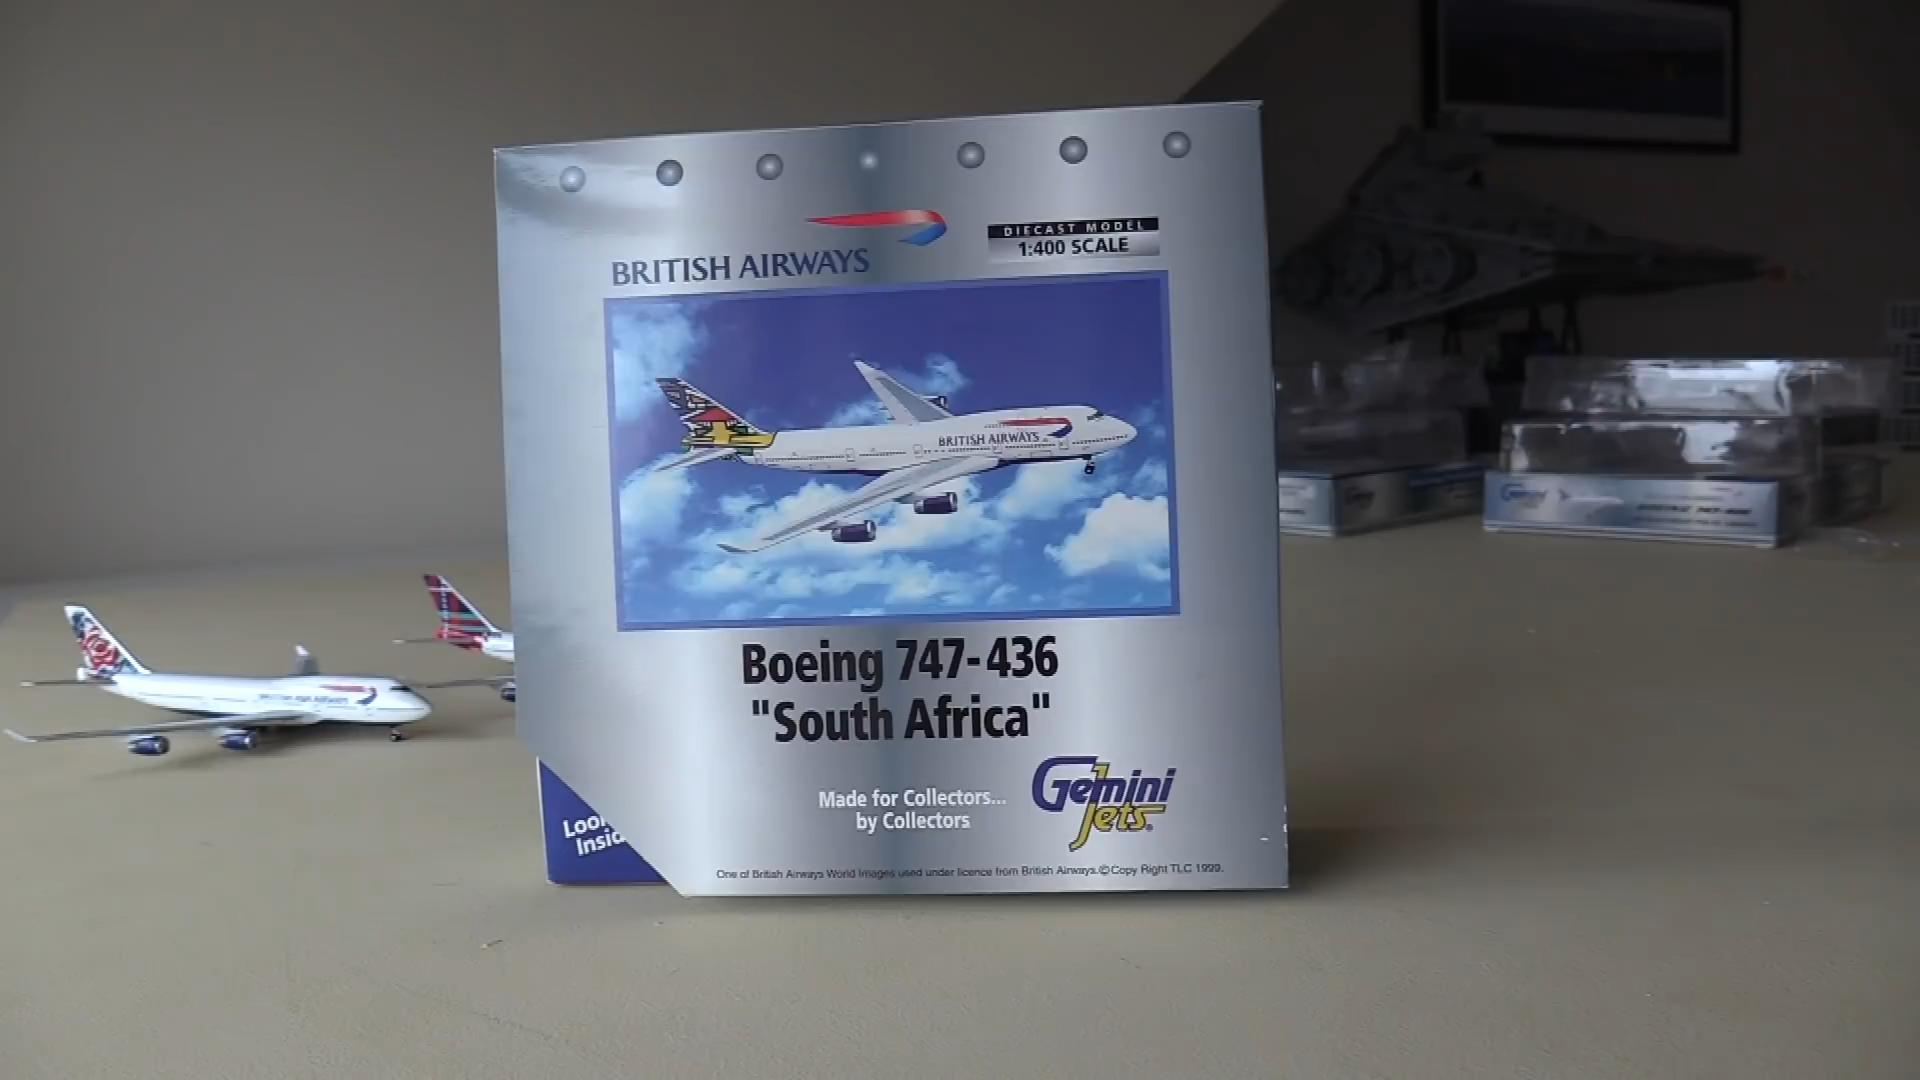 DIECAST MODEL
1:400 SCALE
BRITISH AIRWAYS
BRITISH AIRWAYS
Boeing 747-436
"South Africa"
Made for Collectors...
by Collectors
Gemini
Jets
One of British Airways World Images used under licence from British Airways.©Copy Right TLC 1999.
Gemini